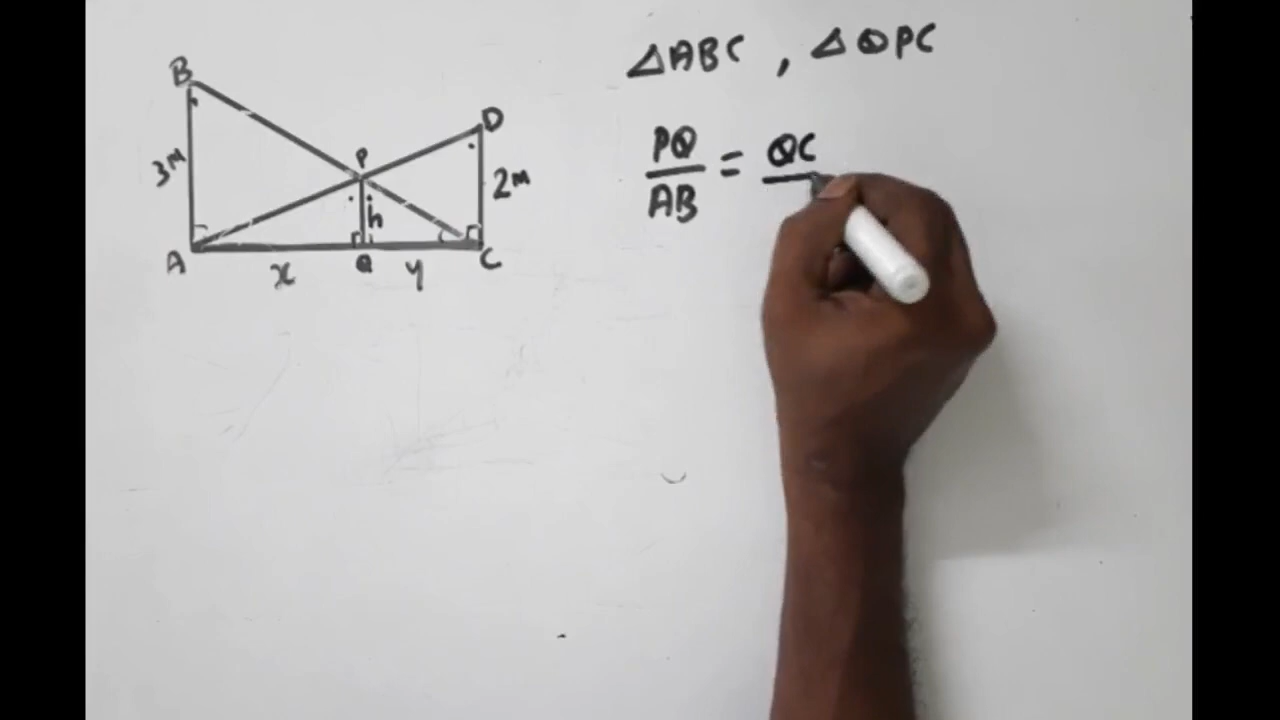 △ABC , △QPC
PQ/AB = QC
B
D
P
3M
2M
h
A
Q
C
x
y